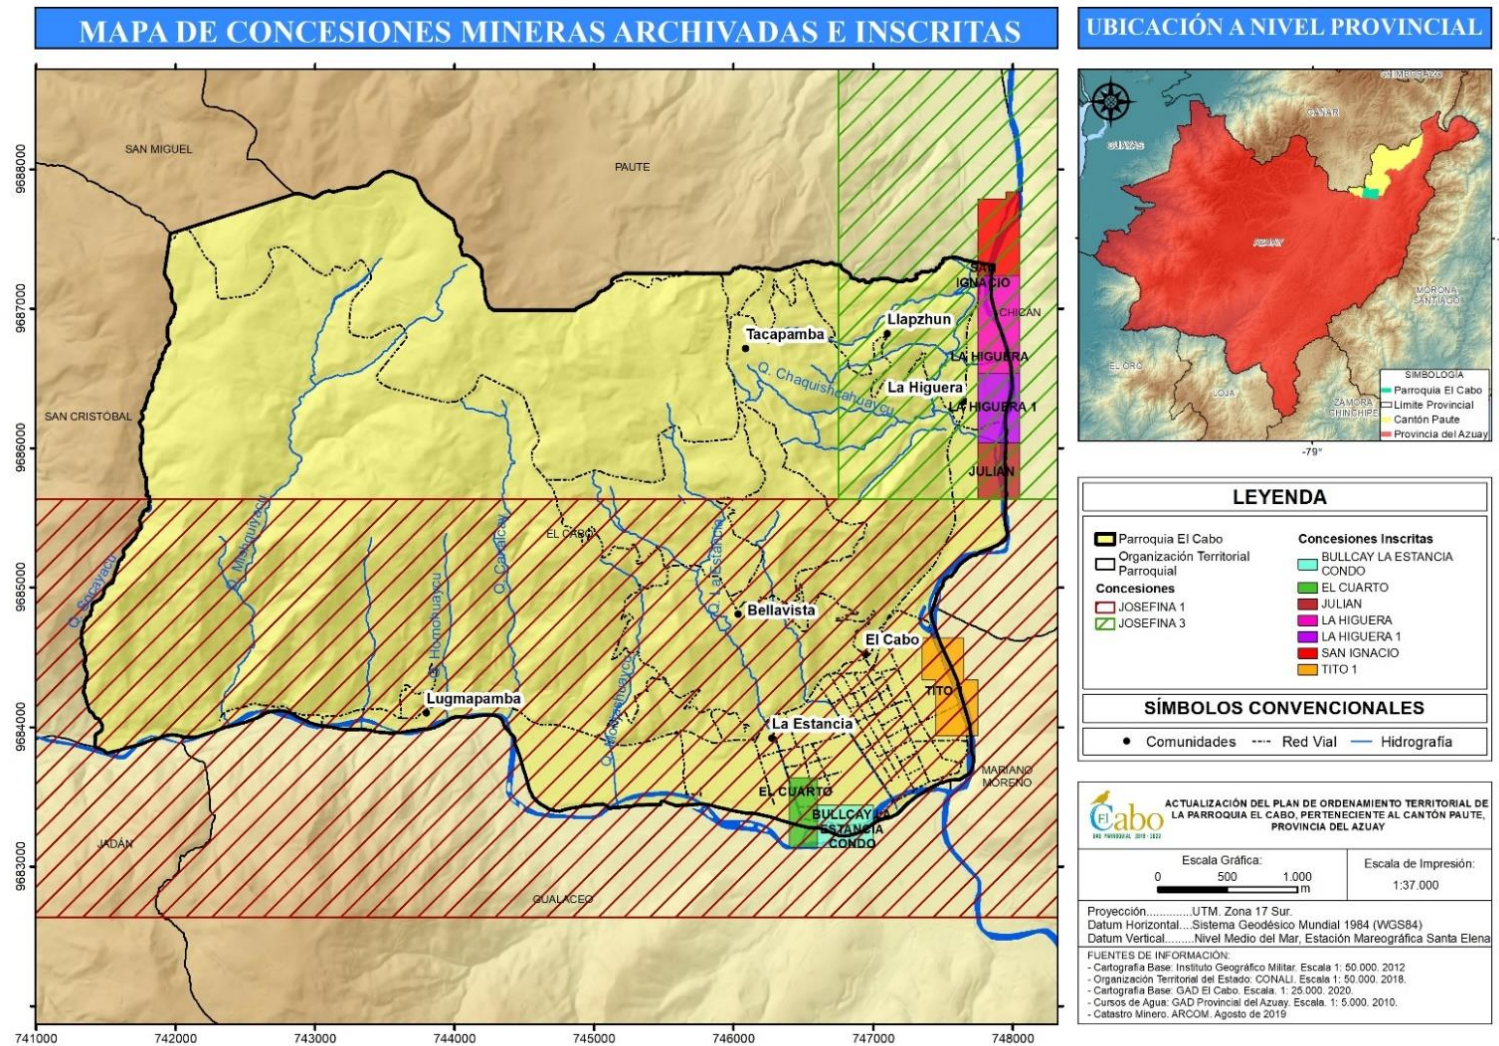 MAPA DE CONCESIONES MINERAS ARCHIVADAS E INSCRITAS
UBICACIÓN A NIVEL PROVINCIAL
SAN MIGUEL
PAUTE
SAN IGNACIO
CHICÁN
Llapzhun
Tacapamba
LA HIGUERA
Q. Chaquishcahuaycu
La Higuera
LA HIGUERA 1
SAN CRISTÓBAL
JULIAN
EL CABO
Q. Socayacu
Q. La Estancia
Bellavista
El Cabo
Lugmapamba
TITO
La Estancia
MARIANO
MORENO
EL CUARTO
BULLCAY LA
ESTANCIA
CONDO
JADÁN
GUALACEO
9688000
9687000
9686000
9685000
9684000
9683000
741000
742000
743000
744000
745000
746000
747000
748000
CHIMBORAZO
CAÑAR
GUAYAS
AZUAY
MORONA
SANTIAGO
EL ORO
LOJA
ZAMORA
CHINCHIPE
SIMBOLOGÍA
Parroquia El Cabo
Límite Provincial
Cantón Paute
Provincia del Azuay
-79°
LEYENDA
Parroquia El Cabo
Organización Territorial
Parroquial
Concesiones
JOSEFINA 1
JOSEFINA 3
Concesiones Inscritas
BULLCAY LA ESTANCIA
CONDO
EL CUARTO
JULIAN
LA HIGUERA
LA HIGUERA 1
SAN IGNACIO
TITO 1
SÍMBOLOS CONVENCIONALES
Comunidades
Red Vial
Hidrografía
El Cabo
GAD PARROQUIAL 2019 - 2023
ACTUALIZACIÓN DEL PLAN DE ORDENAMIENTO TERRITORIAL DE
LA PARROQUIA EL CABO, PERTENECIENTE AL CANTÓN PAUTE,
PROVINCIA DEL AZUAY
Escala Gráfica:
0 500 1.000
m
Escala de Impresión:
1:37.000
Proyección..............UTM. Zona 17 Sur.
Datum Horizontal....Sistema Geodésico Mundial 1984 (WGS84)
Datum Vertical.........Nivel Medio del Mar, Estación Mareográfica Santa Elena
FUENTES DE INFORMACIÓN:
- Cartografía Base: Instituto Geográfico Militar. Escala 1: 50.000. 2012
- Organización Territorial del Estado: CONALI. Escala 1: 50.000. 2018.
- Cartografía Base: GAD El Cabo. Escala. 1: 25.000. 2020.
- Cursos de Agua: GAD Provincial del Azuay. Escala. 1: 5.000. 2010.
- Catastro Minero. ARCOM. Agosto de 2019